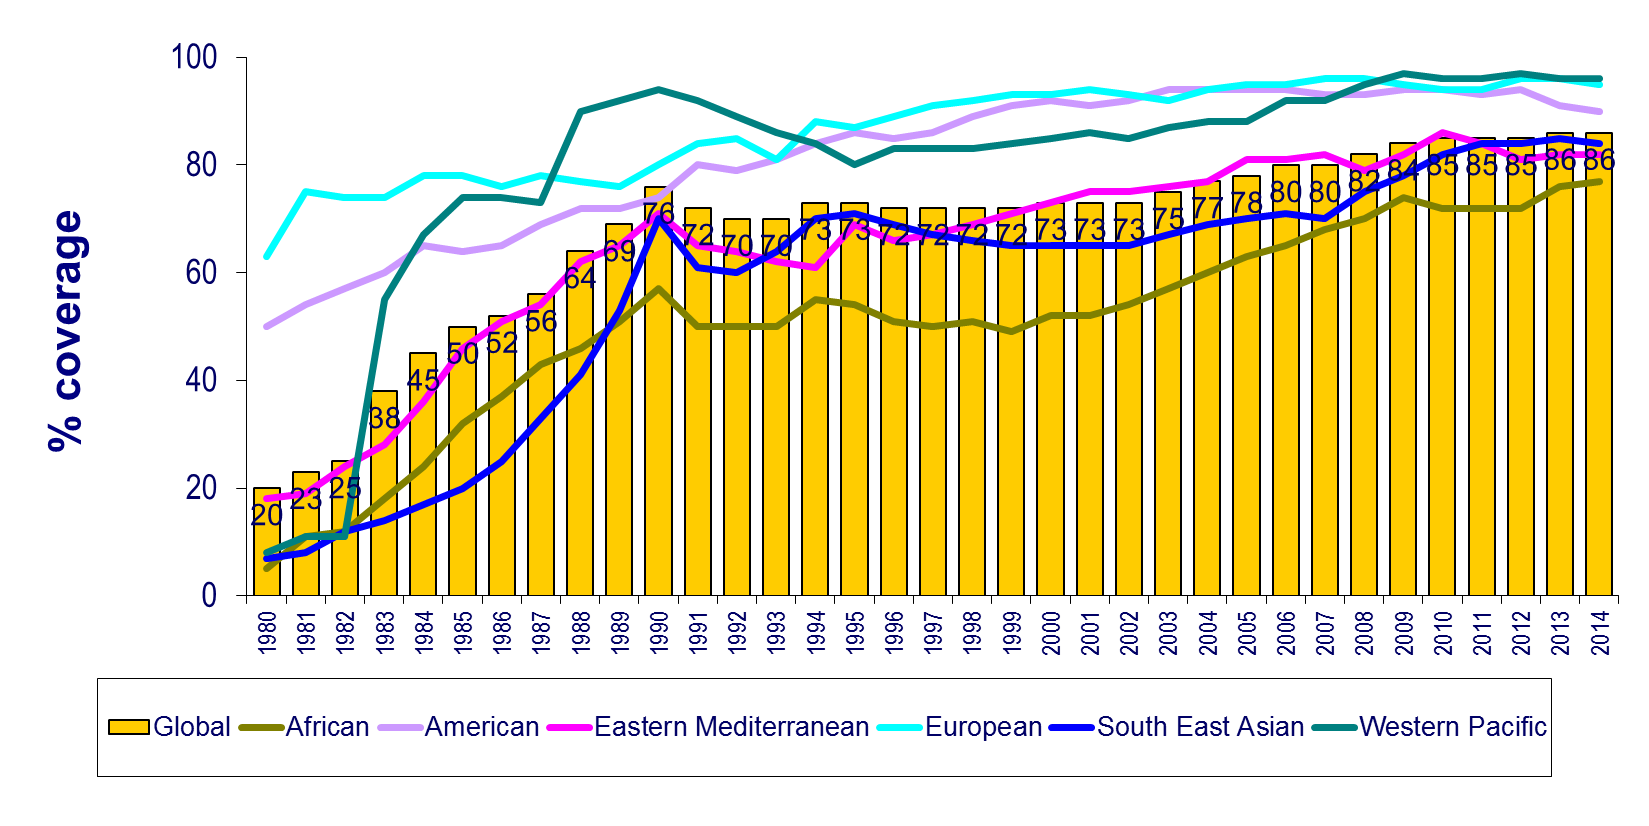 % coverage
100
80
60
40
20
0
20 23 25 38 45 50 52 56 64 69 76 72 70 70 73 73 72 72 72 72 73 73 73 75 77 78 80 80 82 84 85 85 85 86 86
1980 1981 1982 1983 1984 1985 1986 1987 1988 1989 1990 1991 1992 1993 1994 1995 1996 1997 1998 1999 2000 2001 2002 2003 2004 2005 2006 2007 2008 2009 2010 2011 2012 2013 2014
Global African American Eastern Mediterranean European South East Asian Western Pacific